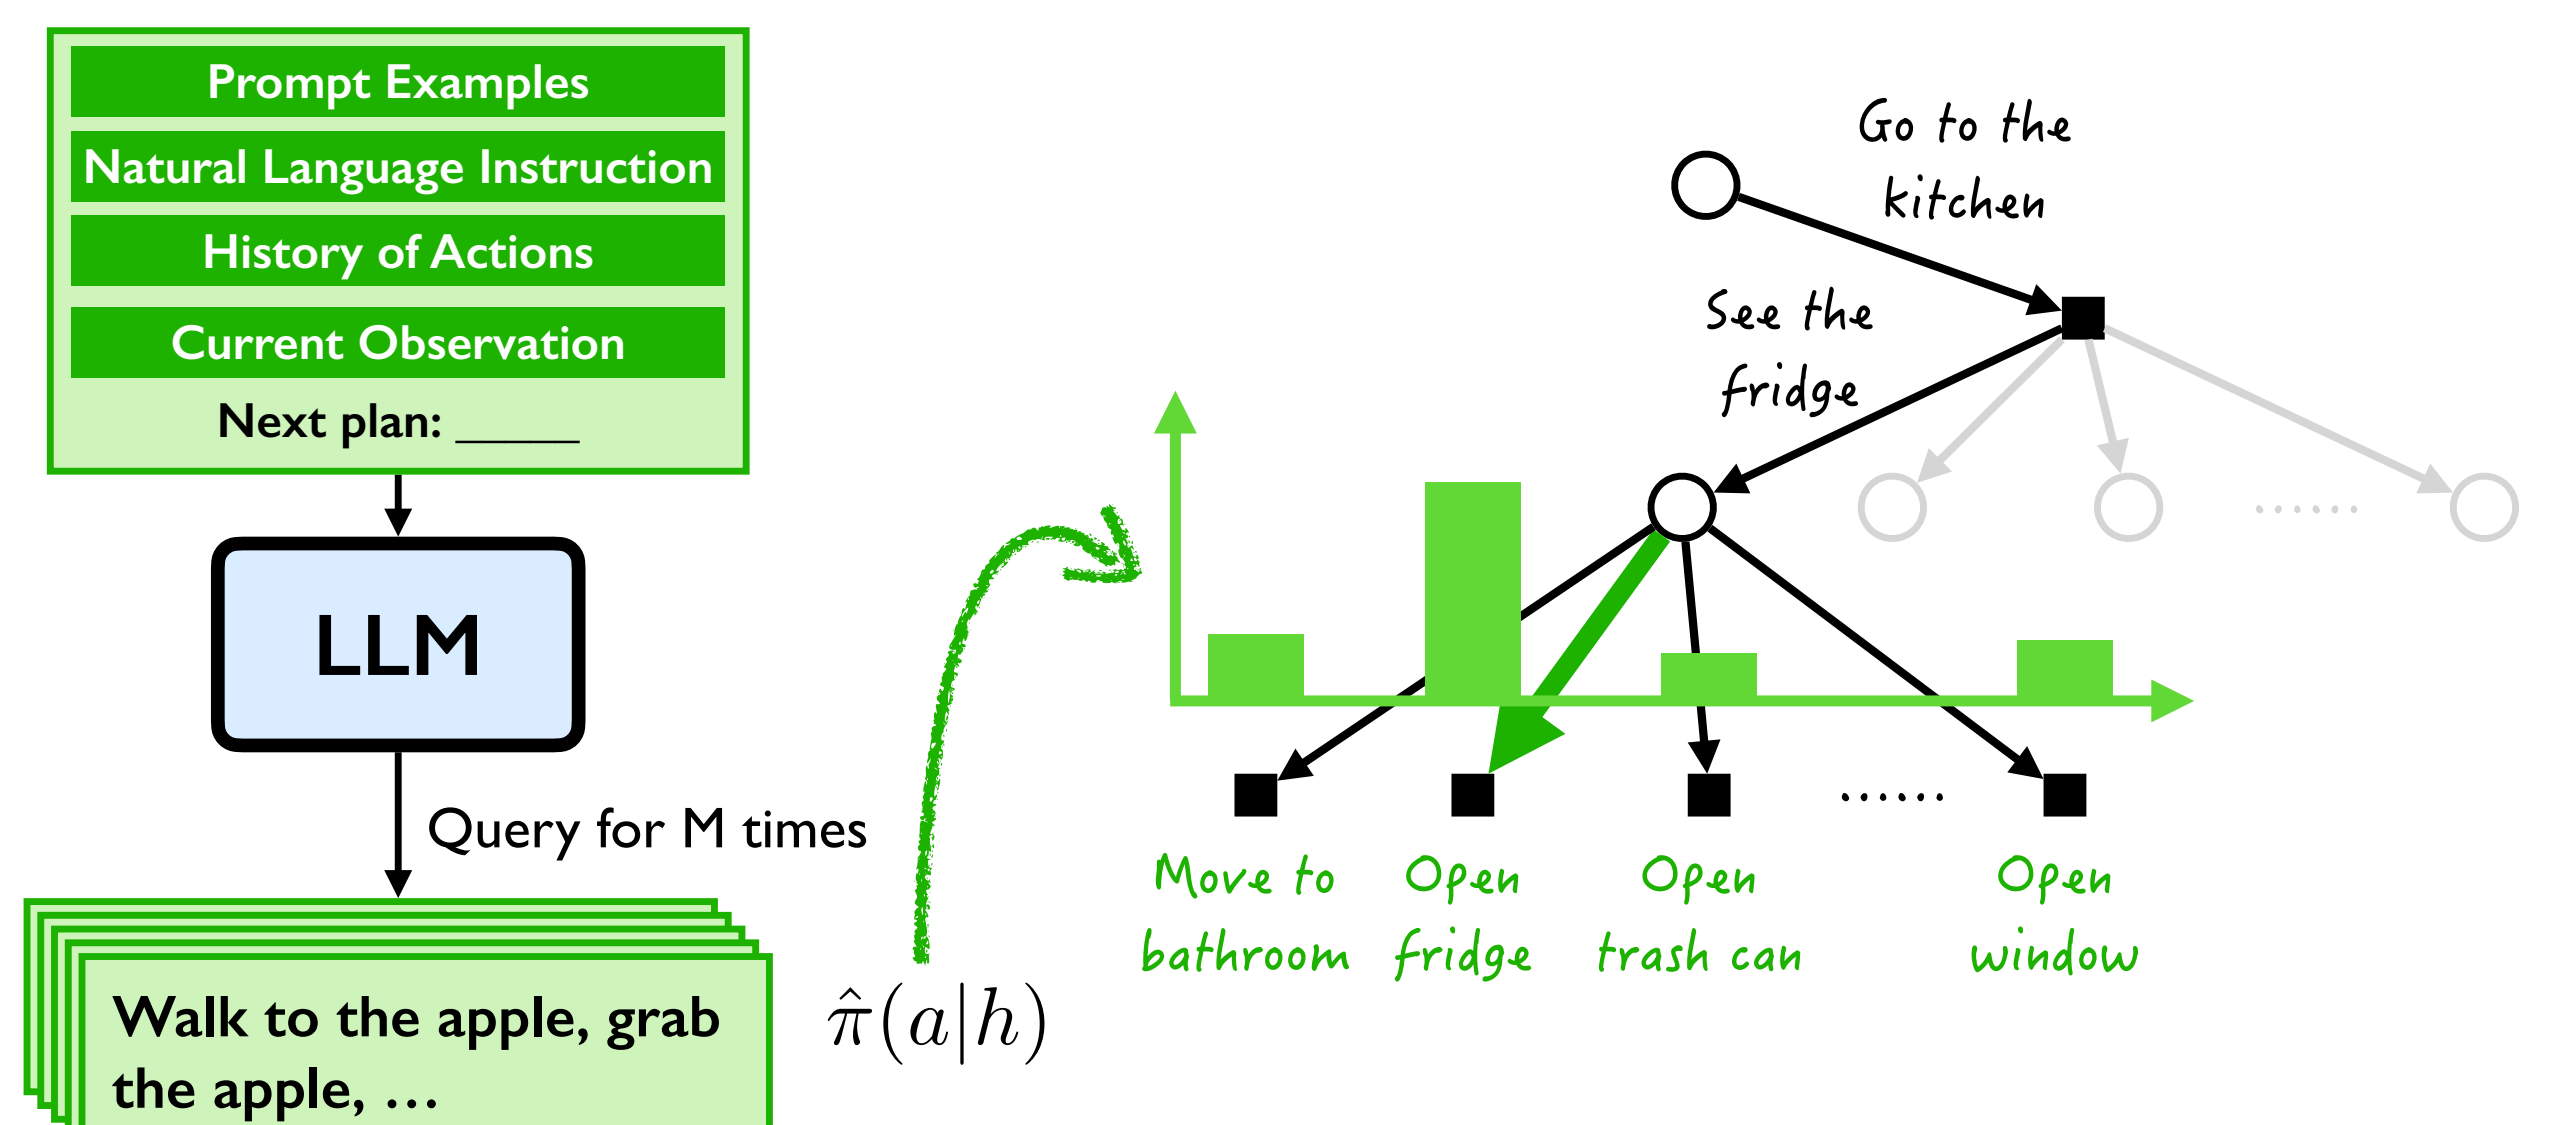 Prompt Examples
Natural Language Instruction
History of Actions
Current Observation
Next plan: _____
LLM
Query for M times
Walk to the apple, grab
the apple, …
π̂(a|h)
Go to the
kitchen
See the
fridge
......
......
Move to
bathroom
Open
fridge
Open
trash can
Open
window